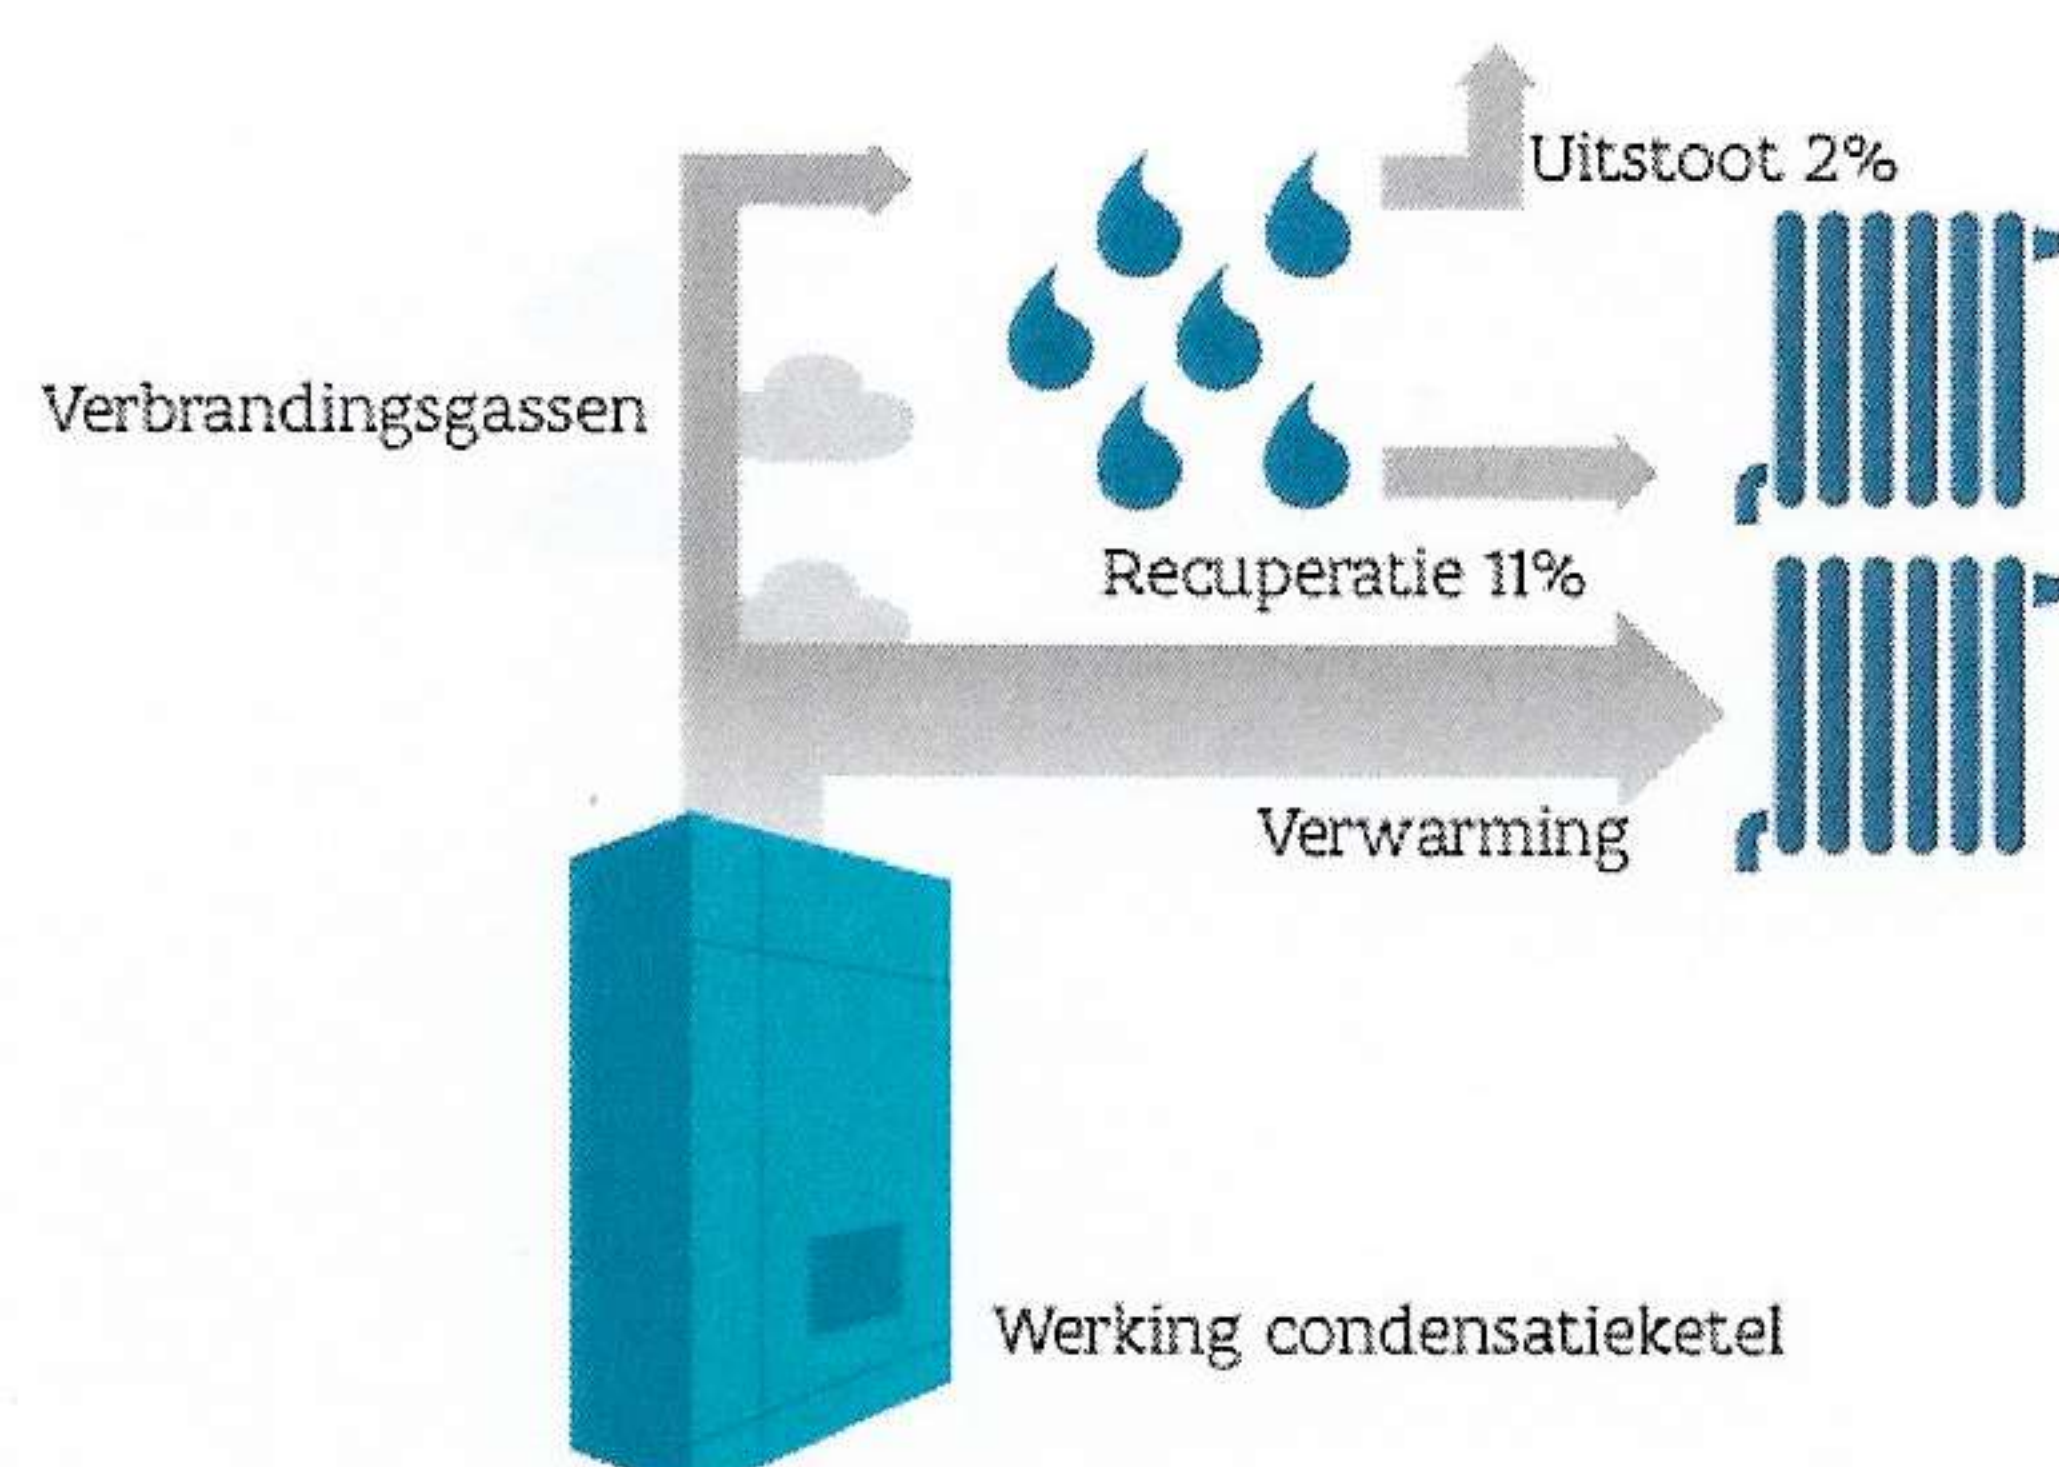 Uitstoot 2%
Verbrandingsgassen
Recuperatie 11%
Verwarming
Werking condensatieketel